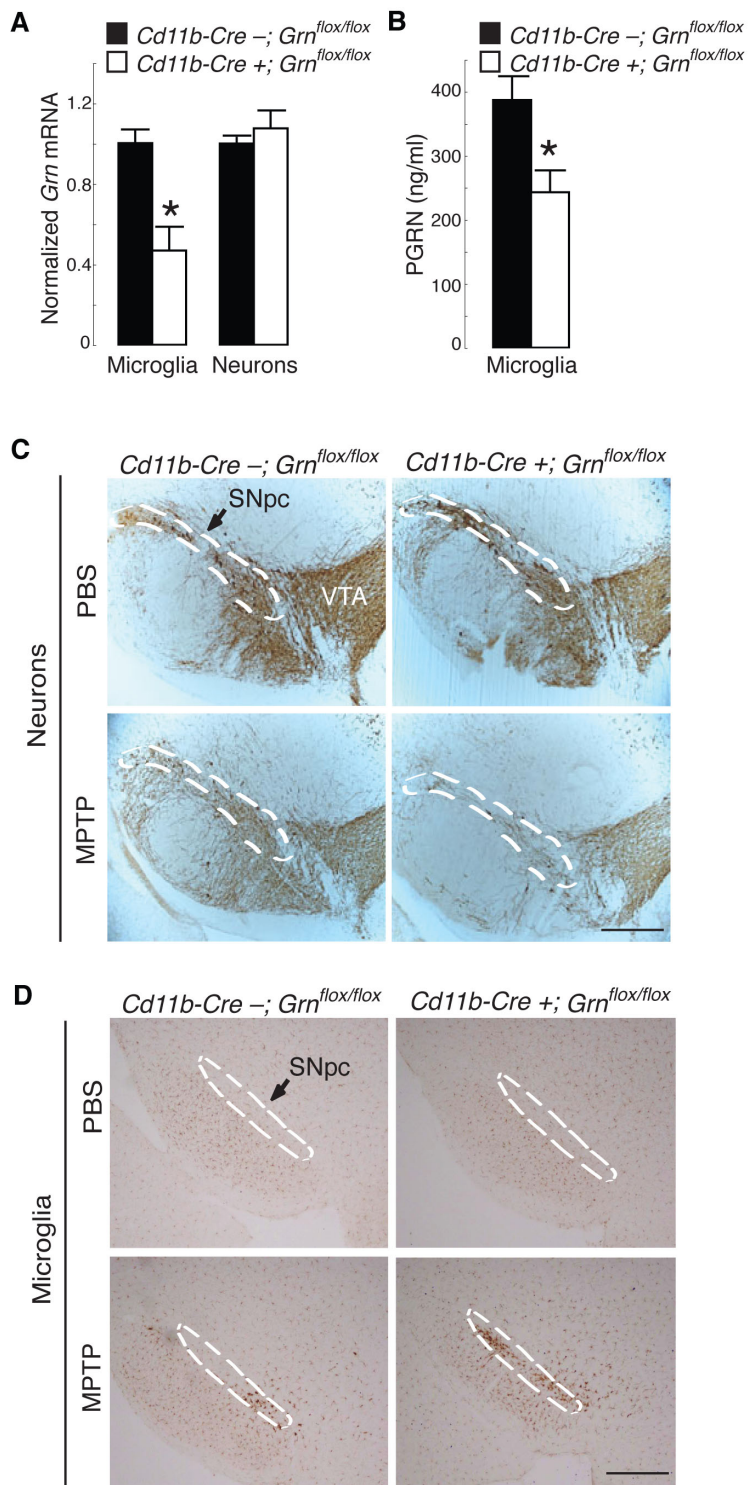 A
Cd11b-Cre –; Grn^flox/flox
Cd11b-Cre +; Grn^flox/flox
Normalized Grn mRNA
1.2
0.8
0.4
0
*
Microglia
Neurons
B
Cd11b-Cre –; Grn^flox/flox
Cd11b-Cre +; Grn^flox/flox
PGRN (ng/ml)
400
300
200
100
0
*
Microglia
C
Cd11b-Cre –; Grn^flox/flox
Cd11b-Cre +; Grn^flox/flox
Neurons
PBS
SNpc
VTA
MPTP
D
Cd11b-Cre –; Grn^flox/flox
Cd11b-Cre +; Grn^flox/flox
Microglia
PBS
SNpc
MPTP